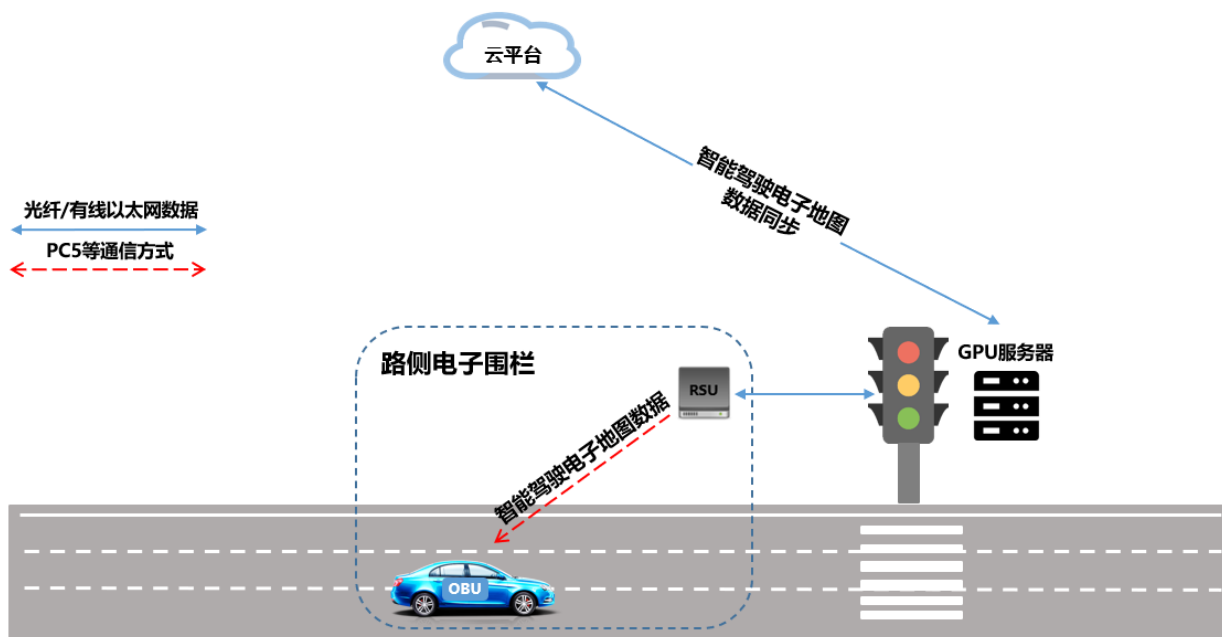 云平台
智能驾驶电子地图
数据同步
光纤/有线以太网数据
PC5等通信方式
路侧电子围栏
RSU
GPU服务器
智能驾驶电子地图数据
OBU